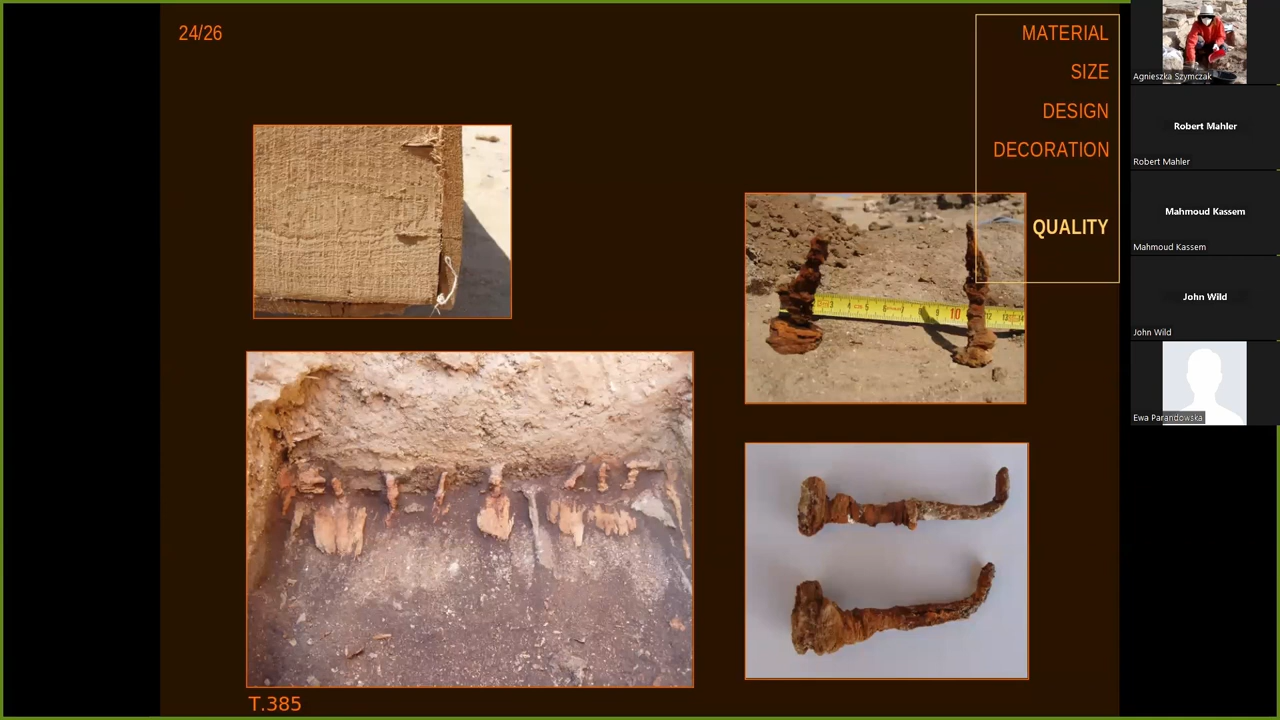 24/26
MATERIAL
SIZE
DESIGN
DECORATION
QUALITY
10
T.385
Agnieszka Szymczak
Robert Mahler
Robert Mahler
Mahmoud Kassem
Mahmoud Kassem
John Wild
John Wild
Ewa Parandowska